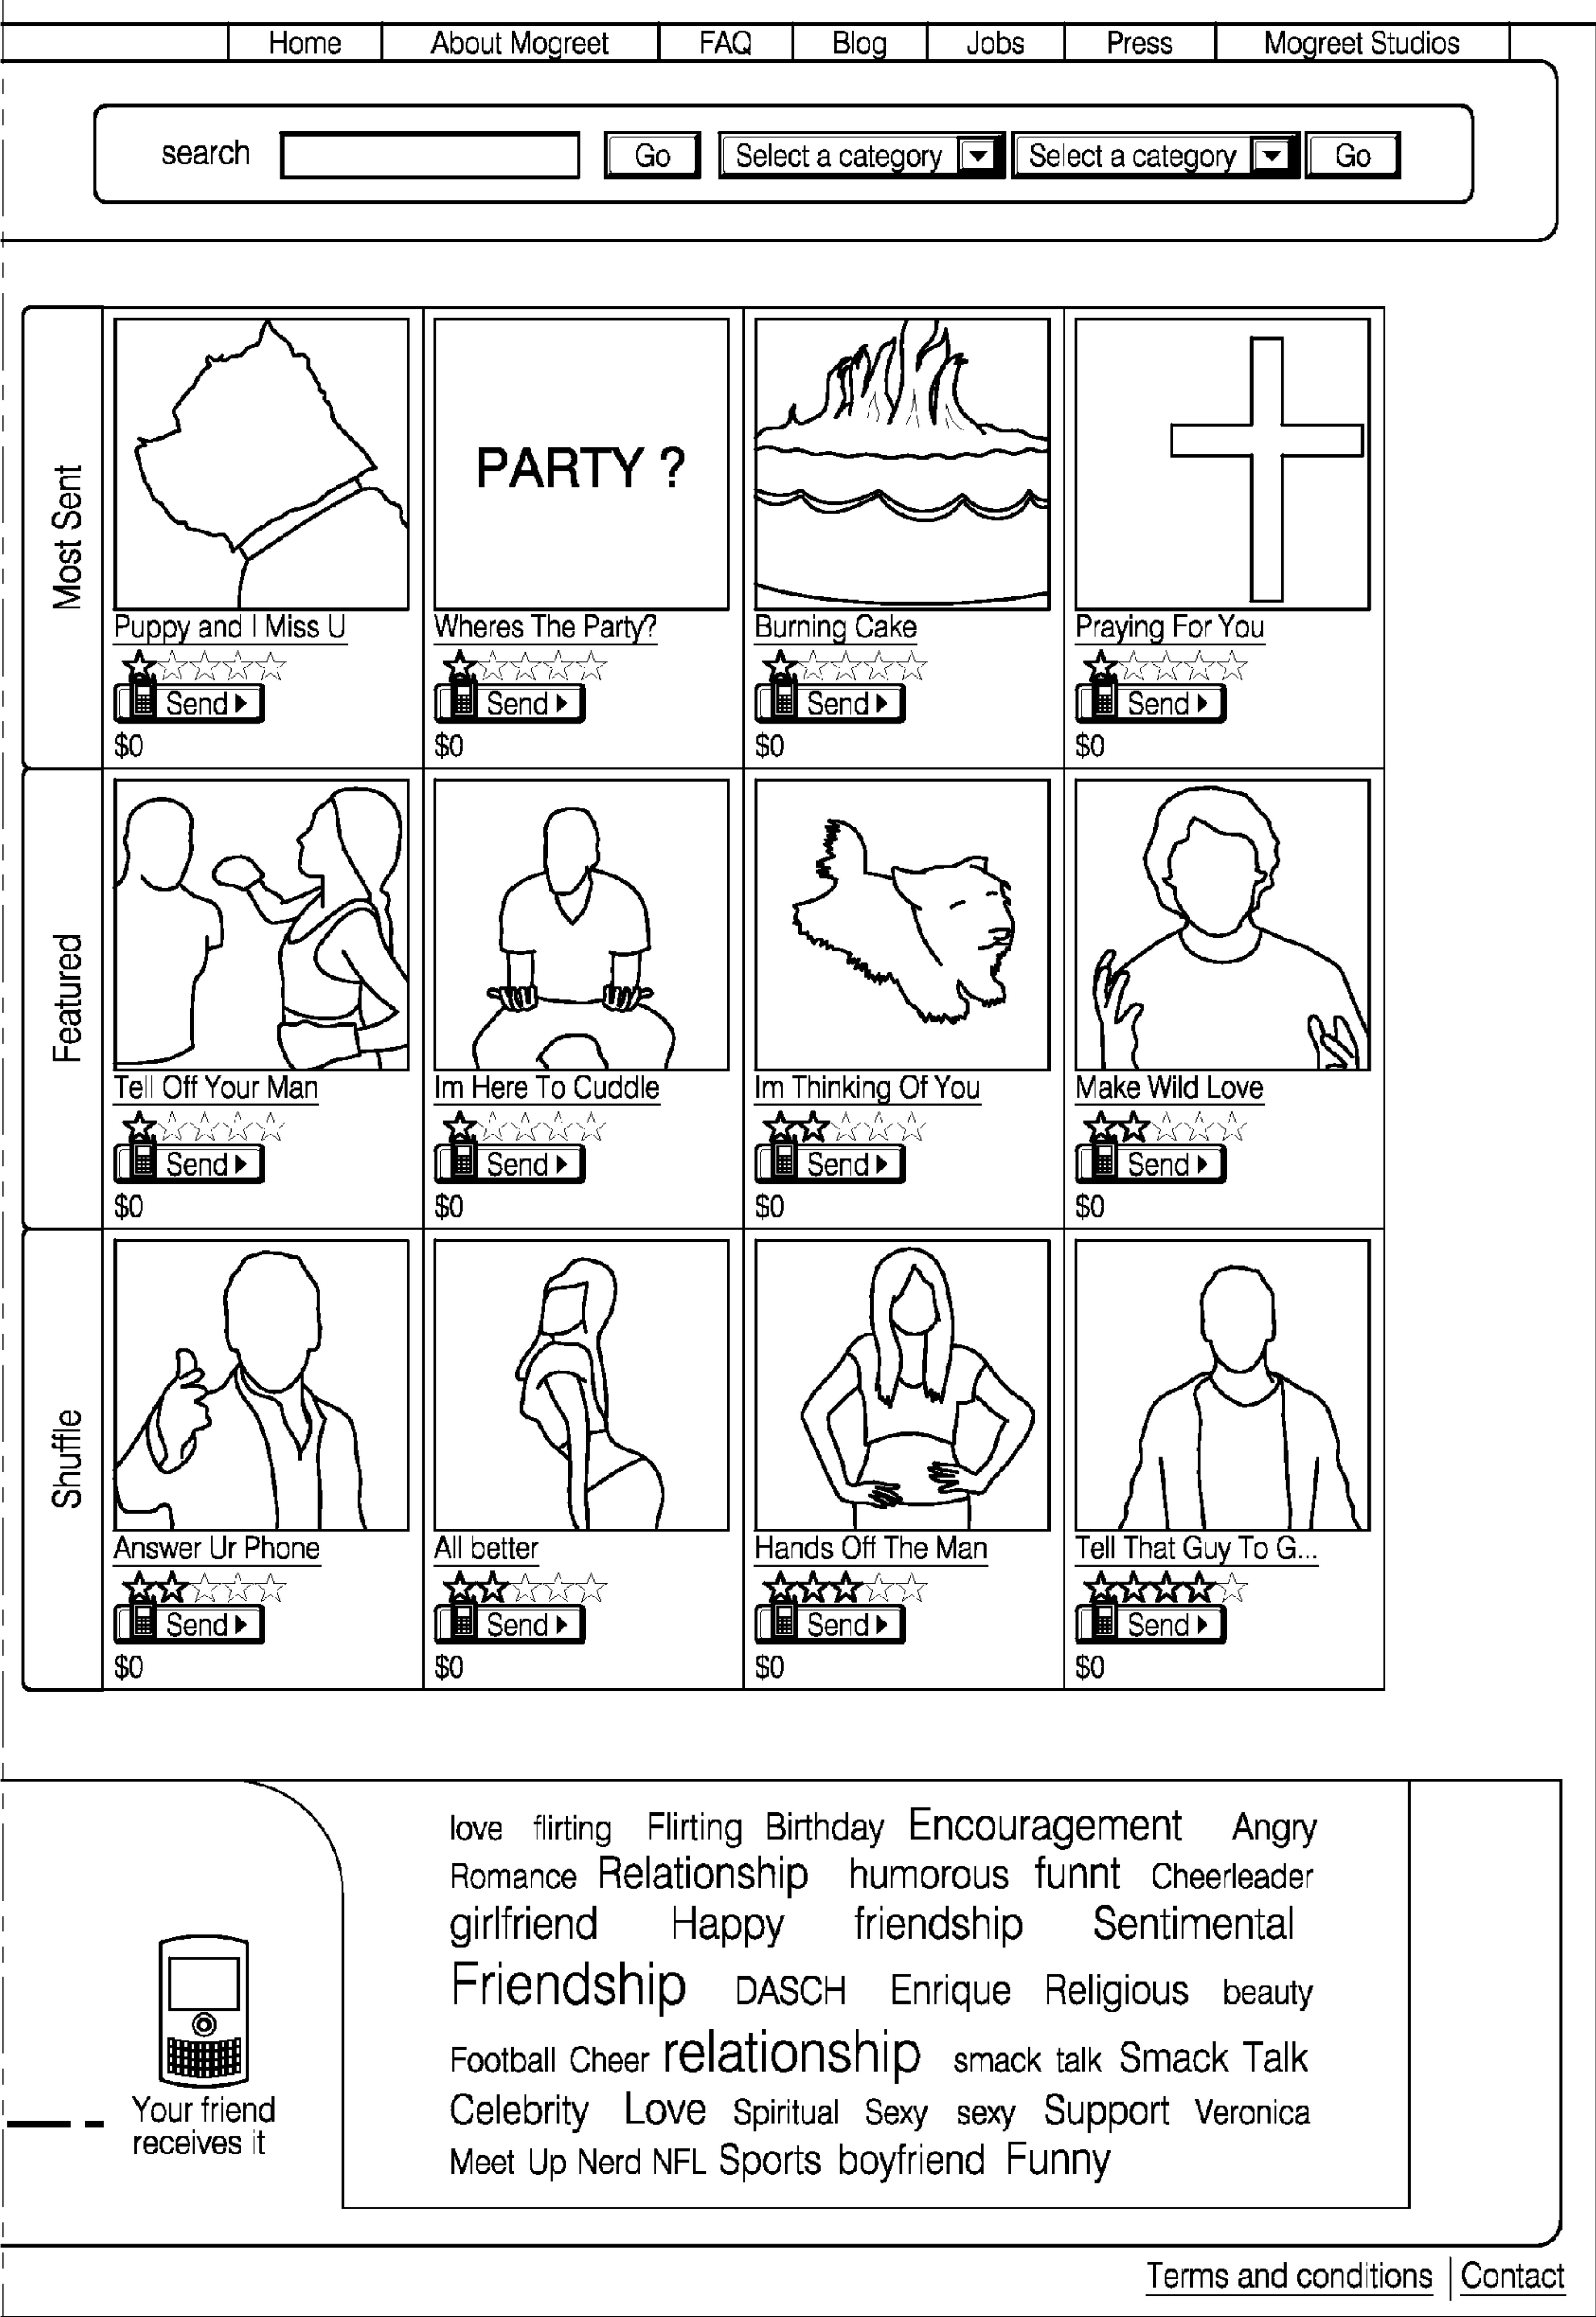 Home About Mogreet FAQ Blog Jobs Press Mogreet Studios
search Go Select a category Select a category Go
Most Sent
PARTY ?
Puppy and I Miss U Wheres The Party? Burning Cake Praying For You
Send Send Send Send
$0 $0 $0 $0
Featured
Tell Off Your Man Im Here To Cuddle Im Thinking Of You Make Wild Love
Send Send Send Send
$0 $0 $0 $0
Shuffle
Answer Ur Phone All better Hands Off The Man Tell That Guy To G...
Send Send Send Send
$0 $0 $0 $0
love flirting Flirting Birthday Encouragement Angry
Romance Relationship humorous funnt Cheerleader
girlfriend Happy friendship Sentimental
Friendship DASCH Enrique Religious beauty
Football Cheer relationship smack talk Smack Talk
Celebrity Love Spiritual Sexy sexy Support Veronica
Meet Up Nerd NFL Sports boyfriend Funny
Your friend
receives it
Terms and conditions Contact